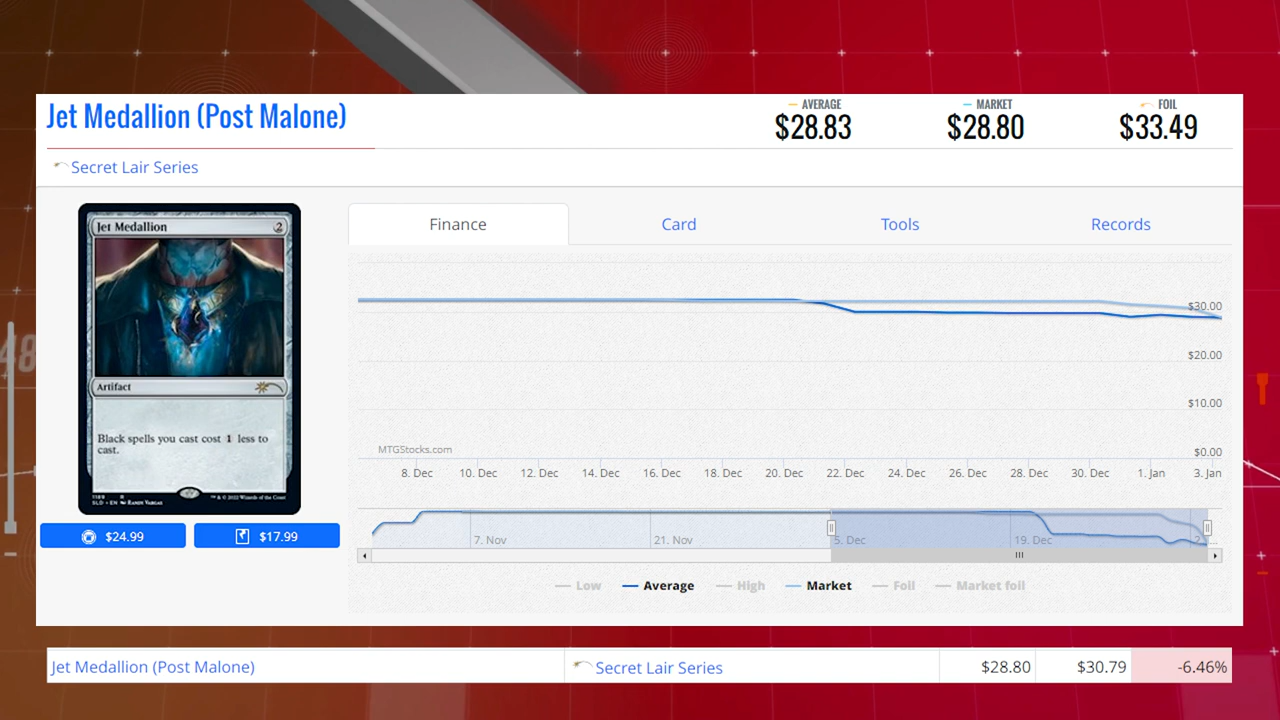 Jet Medallion (Post Malone)
AVERAGE
$28.83
MARKET
$28.80
FOIL
$33.49
Secret Lair Series
Jet Medallion 2
Artifact
Black spells you cast cost 1 less to
cast.
1189 R
SLD • EN
$24.99
$17.99
Finance
Card
Tools
Records
$30.00
$20.00
$10.00
$0.00
MTGStocks.com
8. Dec
10. Dec
12. Dec
14. Dec
16. Dec
18. Dec
20. Dec
22. Dec
24. Dec
26. Dec
28. Dec
30. Dec
1. Jan
3. Jan
7. Nov
21. Nov
5. Dec
19. Dec
2...
Low
Average
High
Market
Foil
Market foil
Jet Medallion (Post Malone)
Secret Lair Series
$28.80
$30.79
-6.46%